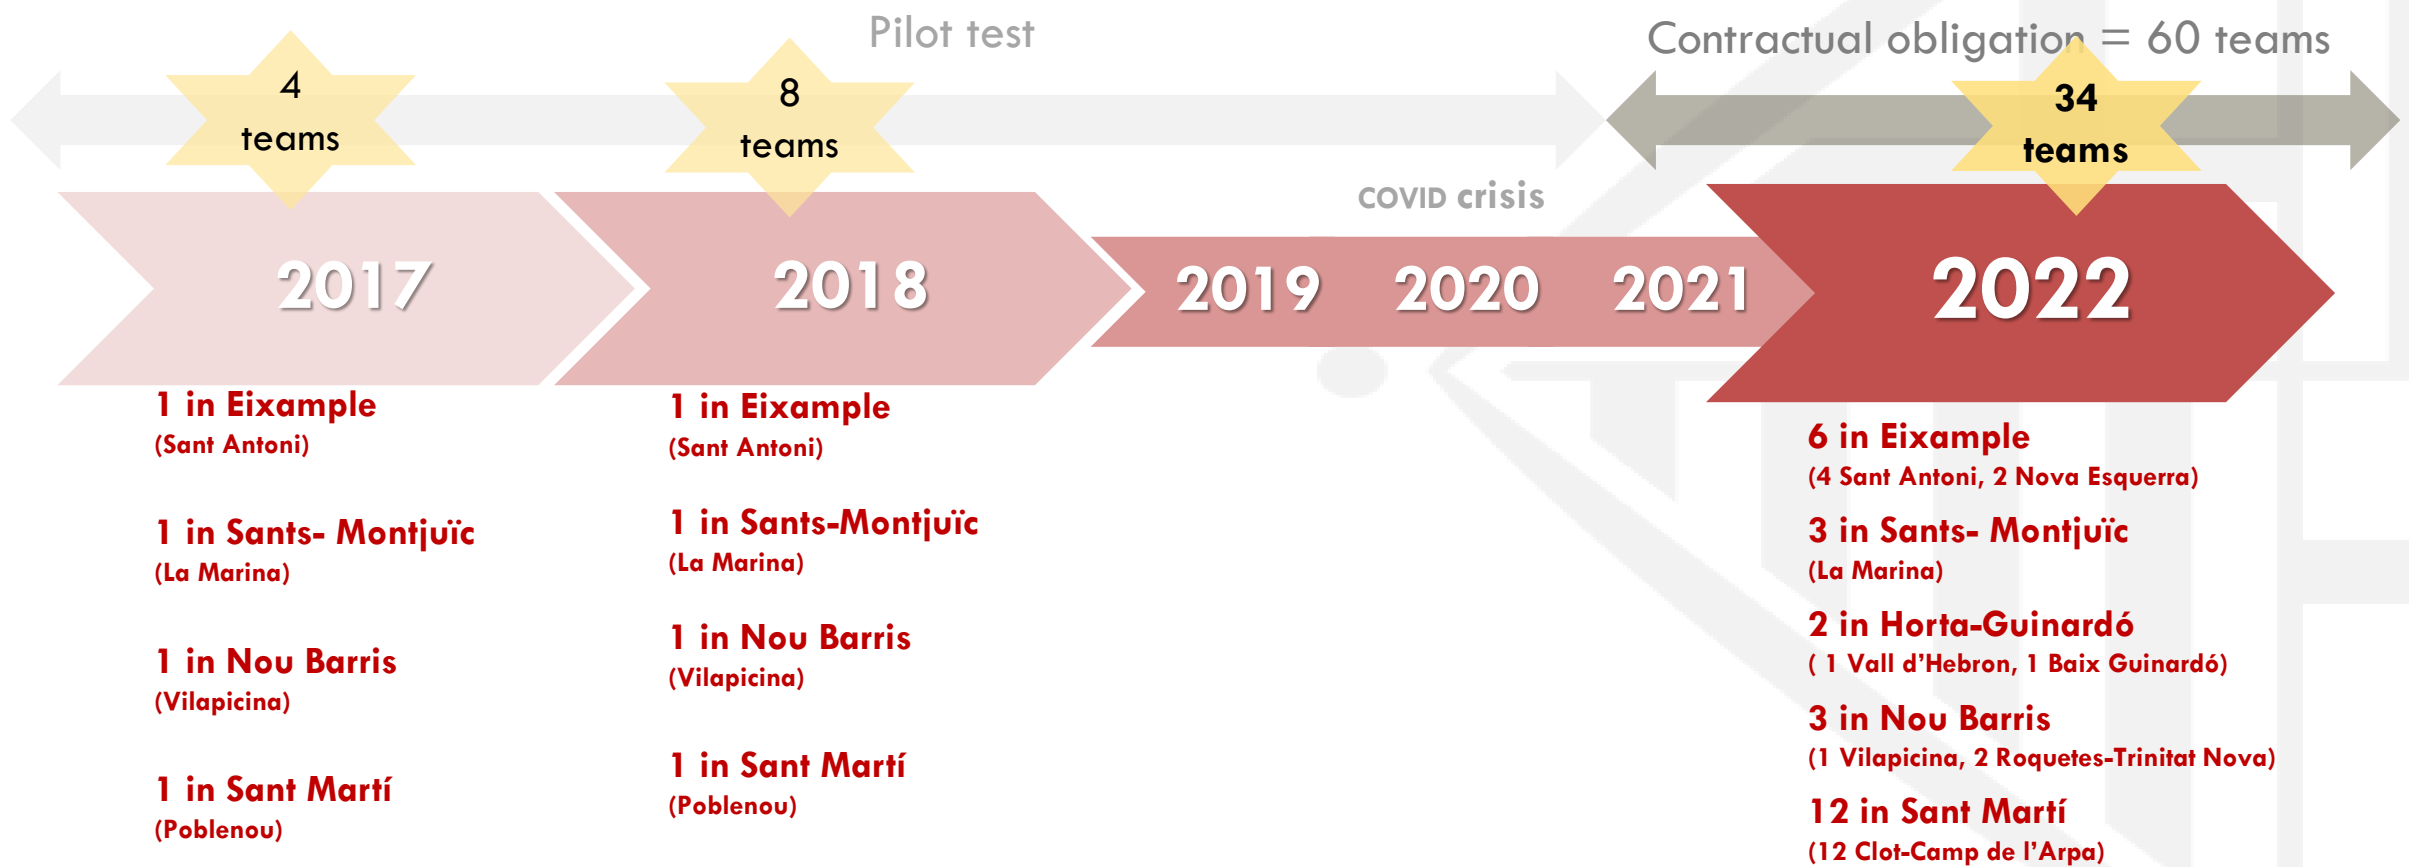 Pilot test
Contractual obligation = 60 teams
4
teams
8
teams
34
teams
COVID crisis
2017
2018
2019
2020
2021
2022
1 in Eixample
(Sant Antoni)
1 in Sants- Montjuïc
(La Marina)
1 in Nou Barris
(Vilapicina)
1 in Sant Martí
(Poblenou)
1 in Eixample
(Sant Antoni)
1 in Sants-Montjuïc
(La Marina)
1 in Nou Barris
(Vilapicina)
1 in Sant Martí
(Poblenou)
6 in Eixample
(4 Sant Antoni, 2 Nova Esquerra)
3 in Sants- Montjuïc
(La Marina)
2 in Horta-Guinardó
( 1 Vall d’Hebron, 1 Baix Guinardó)
3 in Nou Barris
(1 Vilapicina, 2 Roquetes-Trinitat Nova)
12 in Sant Martí
(12 Clot-Camp de l’Arpa)